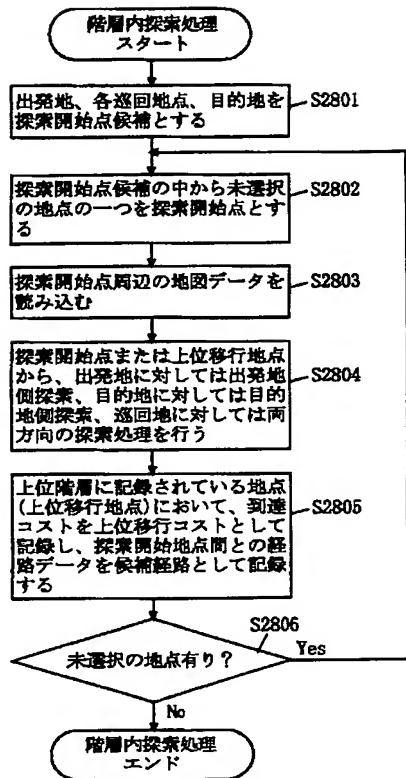 階層内探索処理
スタート
出発地、各巡回地点、目的地を
探索開始点候補とする
S2801
探索開始点候補の中から未選択
の地点の一つを探索開始点とす
る
S2802
探索開始点周辺の地図データを
読み込む
S2803
探索開始点または上位移行地点
から、出発地に対しては出発地
側探索、目的地に対しては目的
地側探索、巡回地に対しては両
方向の探索処理を行う
S2804
上位階層に記録されている地点
(上位移行地点)において、到達
コストを上位移行コストとして
記録し、探索開始地点間との経
路データを候補経路として記録
する
S2805
S2806
未選択の地点有り?
Yes
No
階層内探索処理
エンド